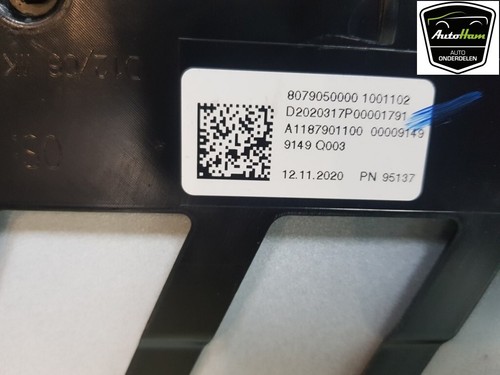 AutoHam
AUTO
ONDERDELEN
8079050000 1001102
D2020317P00001791
A1187901100 00009149
9149 Q003
12.11.2020 PN 95137